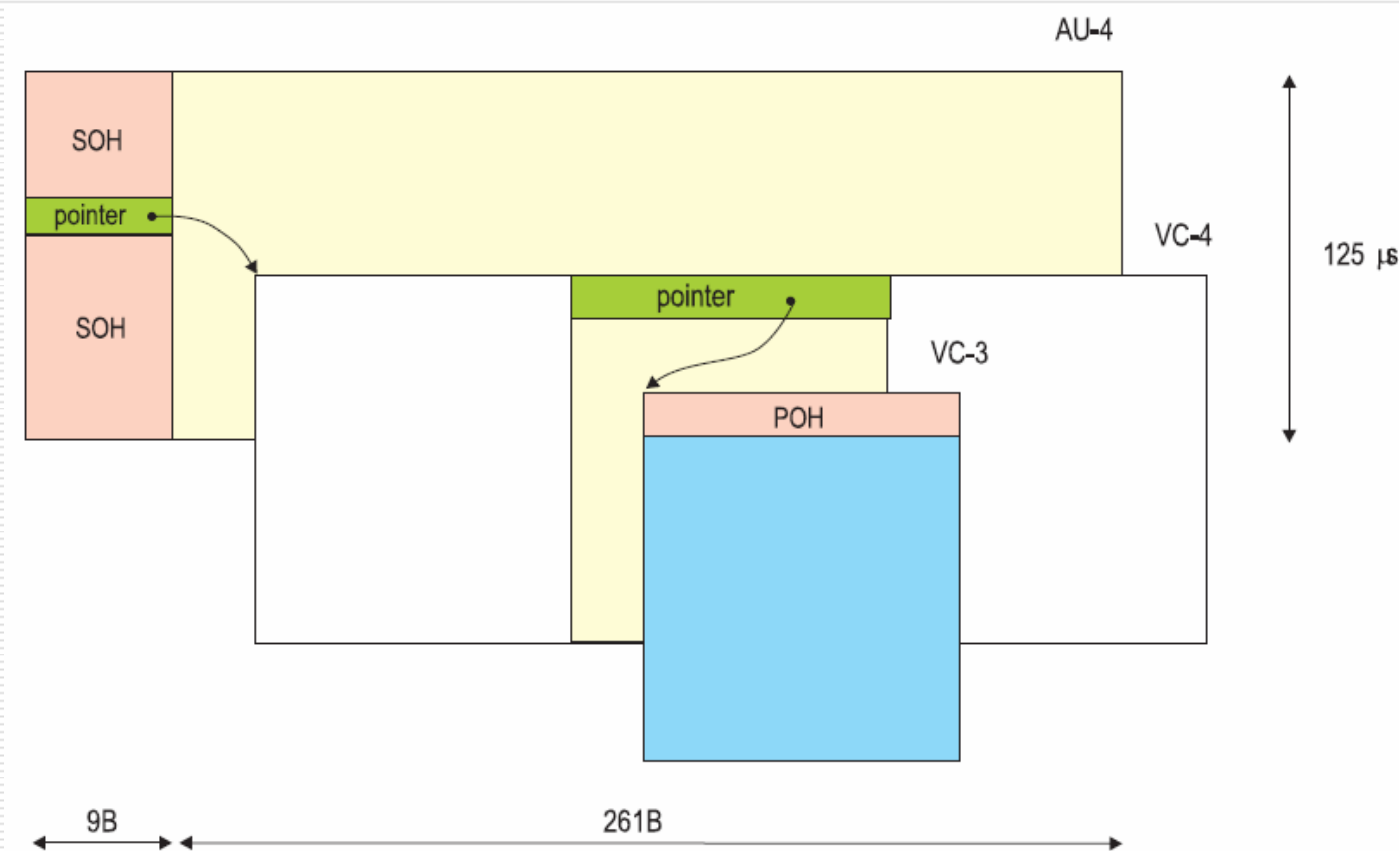 AU-4
SOH
pointer
VC-4
125 μs
SOH
pointer
VC-3
POH
9B
261B